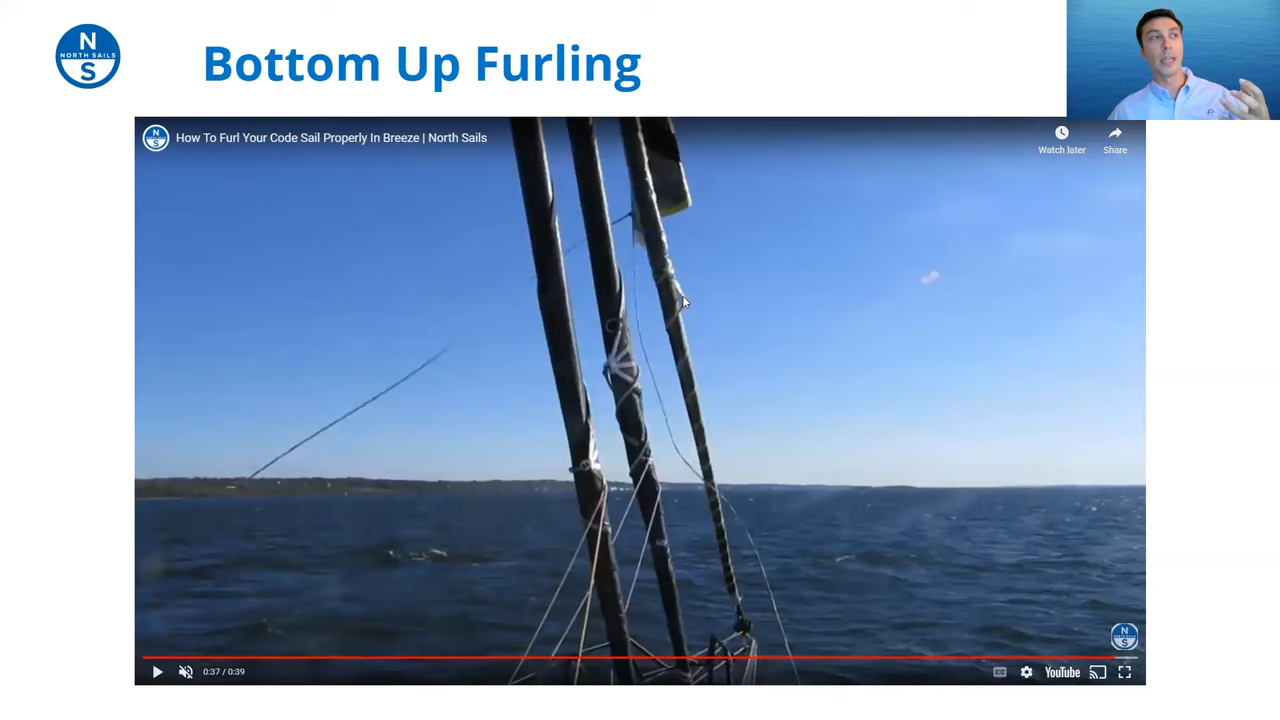 N
NORTH SAILS
S
Bottom Up Furling
N
S
How To Furl Your Code Sail Properly In Breeze | North Sails
Watch later
Share
N
S
0:37 / 0:39
CC
YouTube